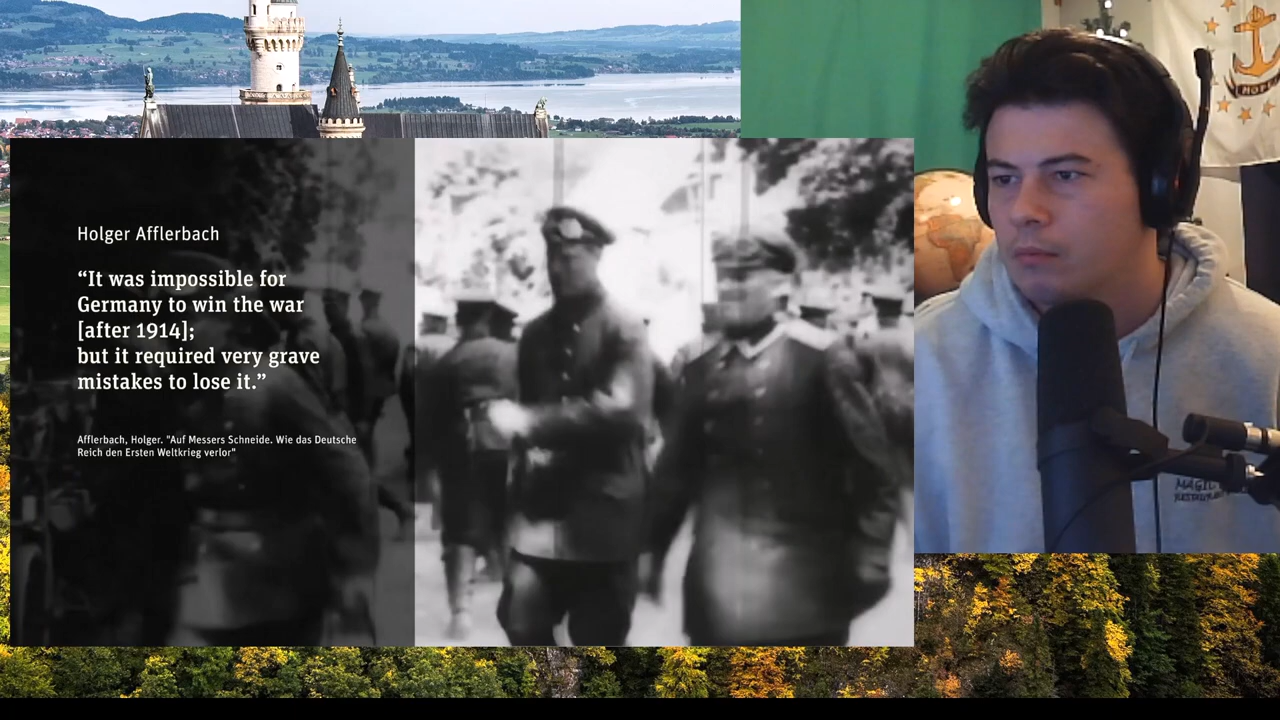 Holger Afflerbach
“It was impossible for
Germany to win the war
[after 1914];
but it required very grave
mistakes to lose it.”
Afflerbach, Holger. "Auf Messers Schneide. Wie das Deutsche
Reich den Ersten Weltkrieg verlor"
HOPE